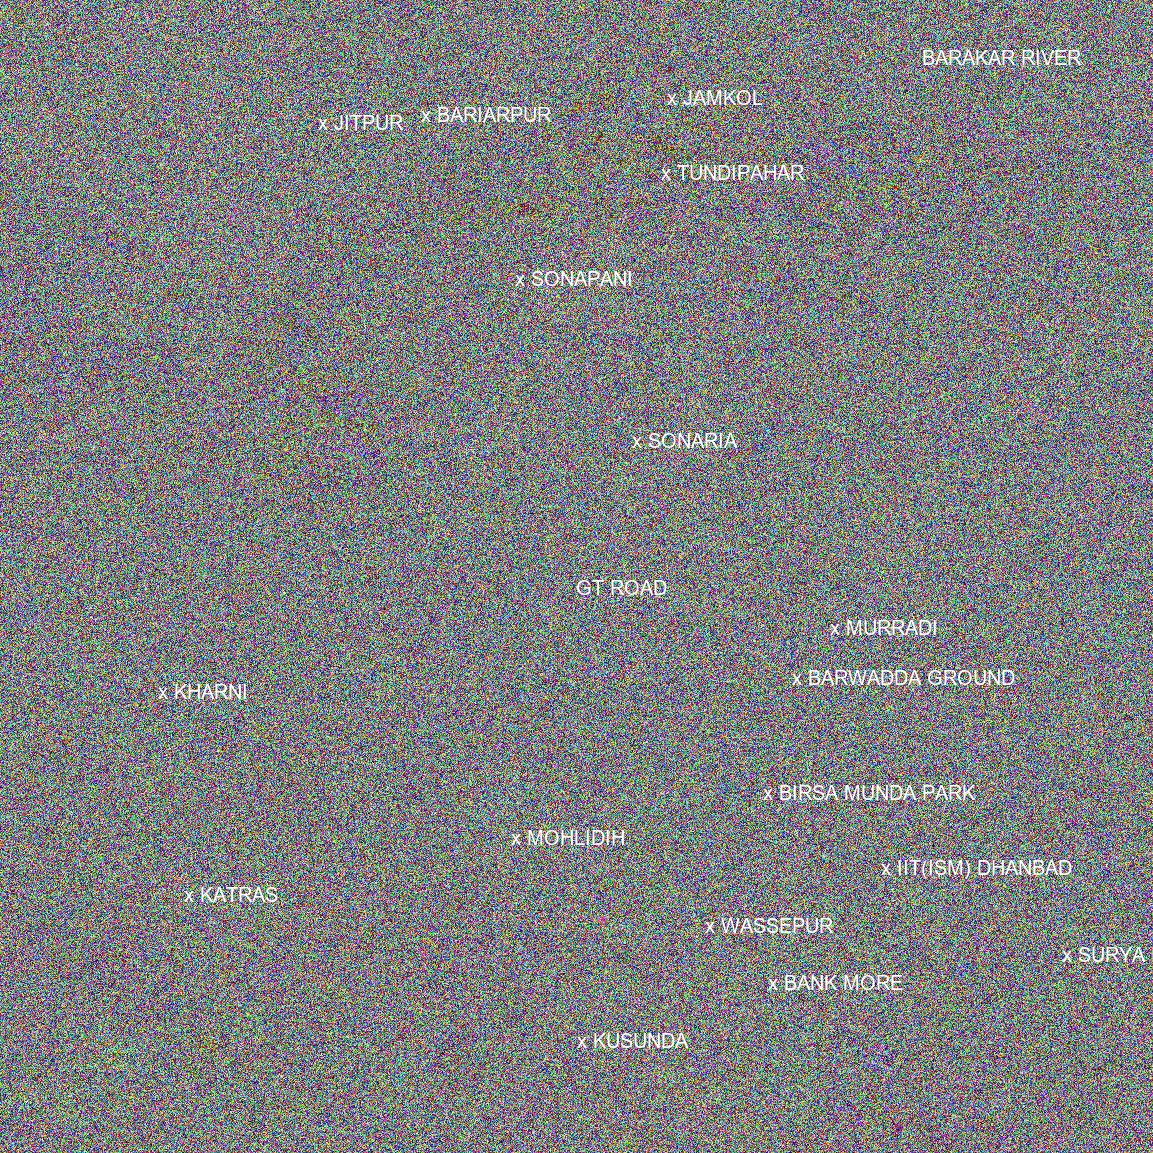 BARAKAR RIVER
x JAMKOL
x BARIARPUR
x JITPUR
x TUNDIPAHAR
x SONAPANI
x SONARIA
GT ROAD
x MURRADI
x BARWADDA GROUND
x KHARNI
x BIRSA MUNDA PARK
x MOHLIDIH
x IIT(ISM) DHANBAD
x KATRAS
x WASSEPUR
x SURYA
x BANK MORE
x KUSUNDA